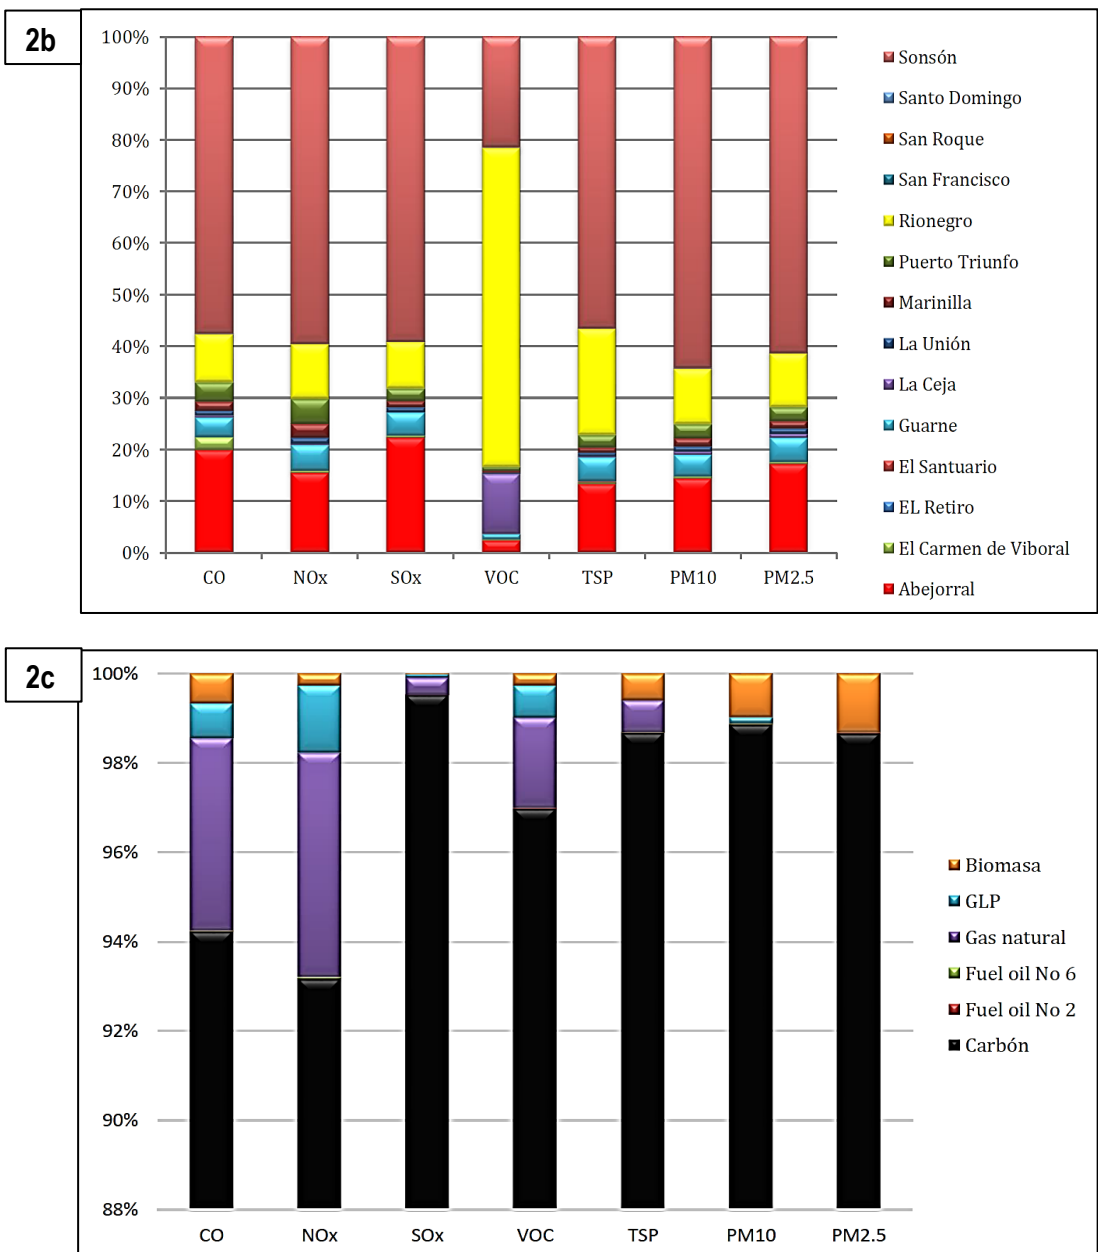 2b
100%
90%
80%
70%
60%
50%
40%
30%
20%
10%
0%
CO NOx SOx VOC TSP PM10 PM2.5
Sonsón
Santo Domingo
San Roque
San Francisco
Rionegro
Puerto Triunfo
Marinilla
La Unión
La Ceja
Guarne
El Santuario
EL Retiro
El Carmen de Viboral
Abejorral
2c
100%
98%
96%
94%
92%
90%
88%
CO NOx SOx VOC TSP PM10 PM2.5
Biomasa
GLP
Gas natural
Fuel oil No 6
Fuel oil No 2
Carbón